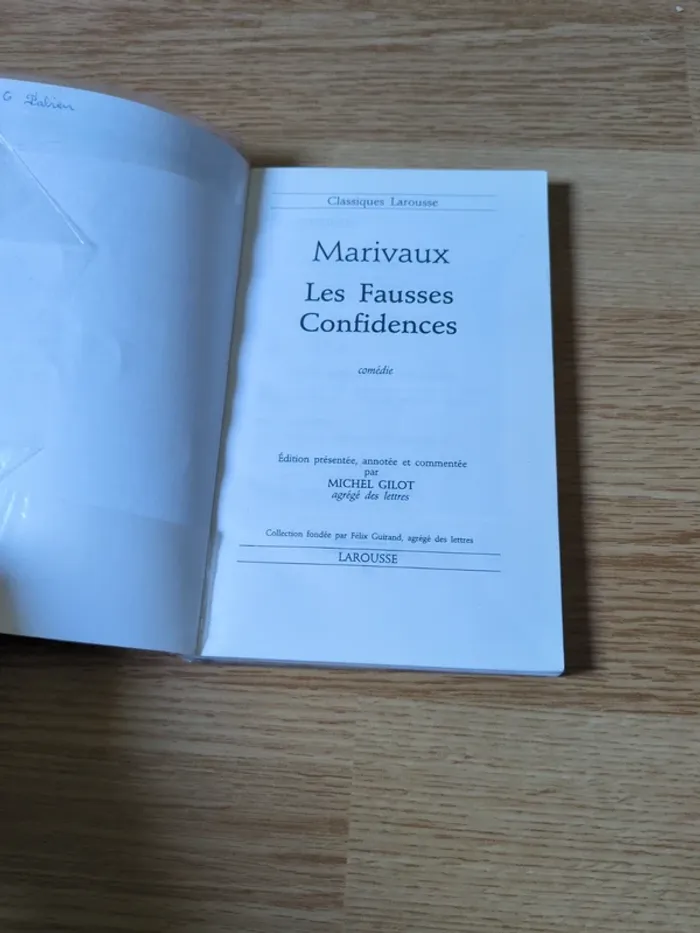 G Fabien
Classiques Larousse
Marivaux
Les Fausses
Confidences
comédie
Édition présentée, annotée et commentée
par
MICHEL GILOT
agrégé des lettres
Collection fondée par Félix Guirand, agrégé des lettres
LAROUSSE